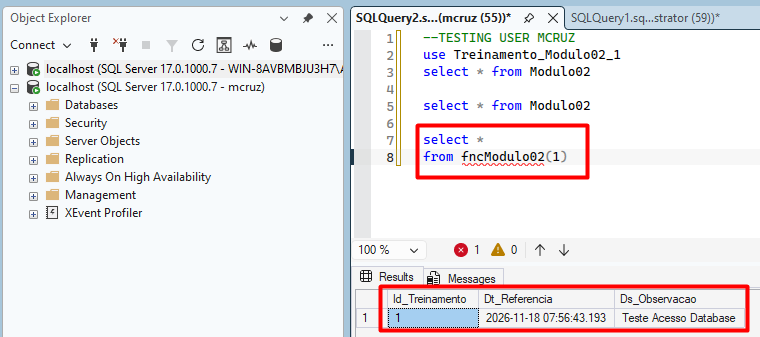 Object Explorer
Connect
localhost (SQL Server 17.0.1000.7 - WIN-8AVBMBJU3H7\A
localhost (SQL Server 17.0.1000.7 - mcruz)
Databases
Security
Server Objects
Replication
Always On High Availability
Management
XEvent Profiler
SQLQuery2.s...(mcruz (55))*
SQLQuery1.sq...strator (59))*
1 --TESTING USER MCRUZ
2 use Treinamento_Modulo02_1
3 select * from Modulo02
4
5 select * from Modulo02
6
7 select *
8 from fncModulo02(1)
100 %
1
0
Results
Messages
Id_Treinamento Dt_Referencia Ds_Observacao
1 1 2026-11-18 07:56:43.193 Teste Acesso Database